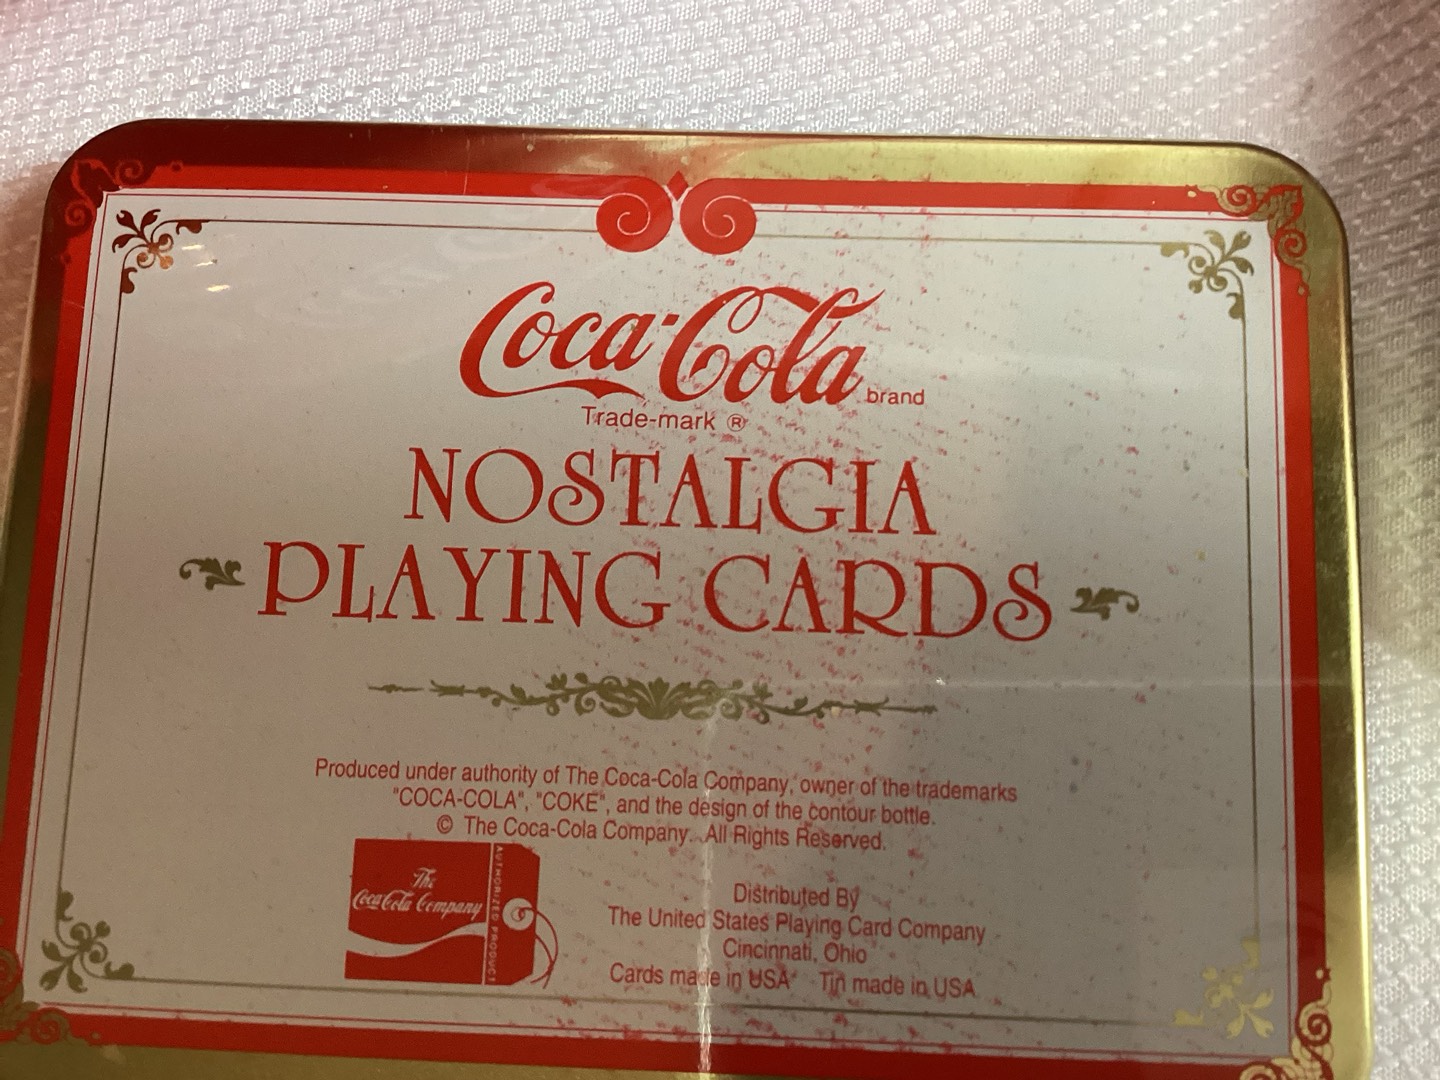 Coca-Cola brand
Trade-mark ®
NOSTALGIA
PLAYING CARDS
Produced under authority of The Coca-Cola Company, owner of the trademarks
"COCA-COLA", "COKE", and the design of the contour bottle.
© The Coca-Cola Company. All Rights Reserved.
The
Coca-Cola Company
AUTHORIZED PRODUCT
Distributed By
The United States Playing Card Company
Cincinnati, Ohio
Cards made in USA Tin made in USA